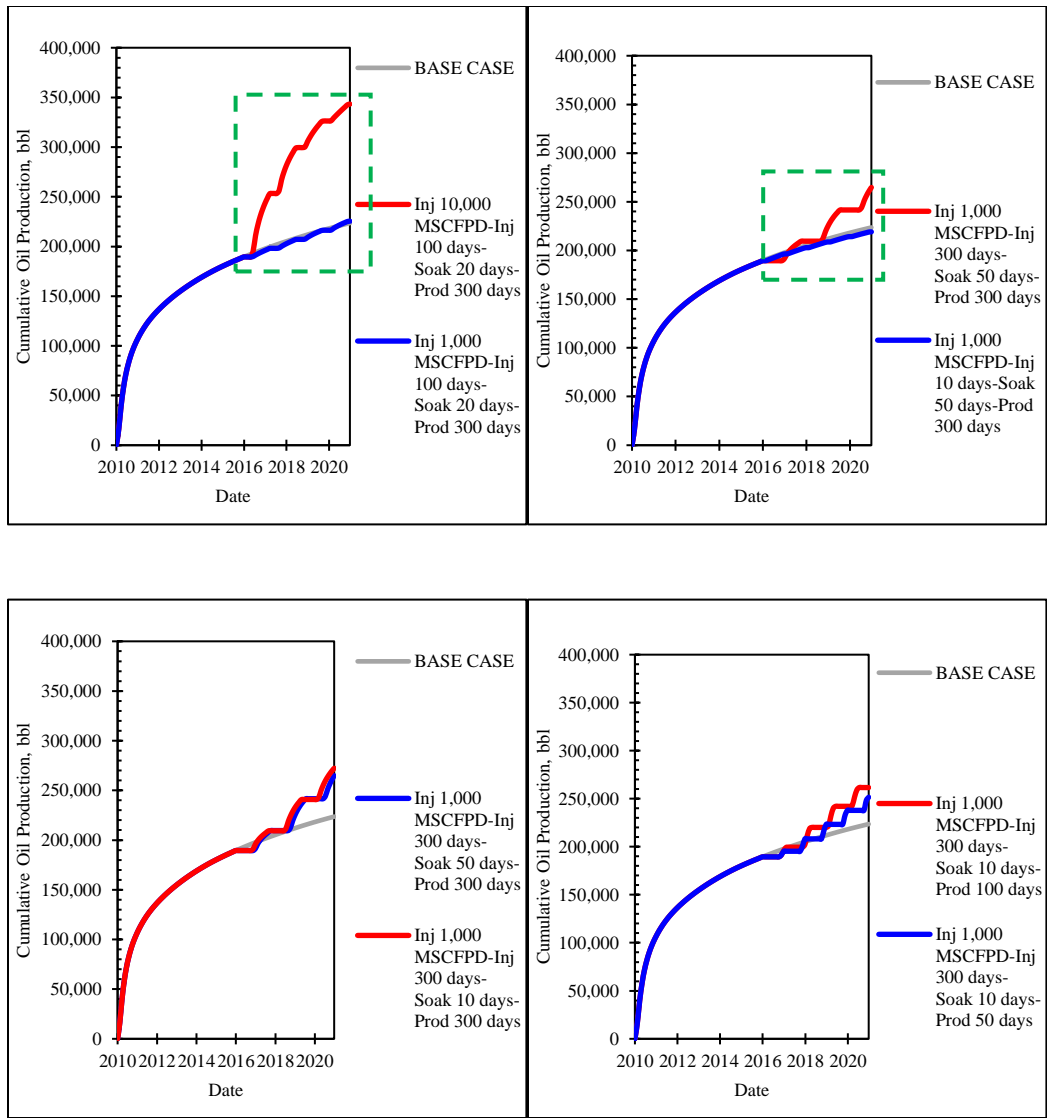 Cumulative Oil Production, bbl
400,000
350,000
300,000
250,000
200,000
150,000
100,000
50,000
0
2010 2012 2014 2016 2018 2020
Date
BASE CASE
Inj 10,000
MSCFPD-Inj
100 days-
Soak 20 days-
Prod 300 days
Inj 1,000
MSCFPD-Inj
100 days-
Soak 20 days-
Prod 300 days
Cumulative Oil Production, bbl
400,000
350,000
300,000
250,000
200,000
150,000
100,000
50,000
0
2010 2012 2014 2016 2018 2020
Date
BASE CASE
Inj 1,000
MSCFPD-Inj
300 days-
Soak 50 days-
Prod 300 days
Inj 1,000
MSCFPD-Inj
10 days-Soak
50 days-Prod
300 days
Cumulative Oil Production, bbl
400,000
350,000
300,000
250,000
200,000
150,000
100,000
50,000
0
2010 2012 2014 2016 2018 2020
Date
BASE CASE
Inj 1,000
MSCFPD-Inj
300 days-
Soak 50 days-
Prod 300 days
Inj 1,000
MSCFPD-Inj
300 days-
Soak 10 days-
Prod 300 days
Cumulative Oil Production, bbl
400,000
350,000
300,000
250,000
200,000
150,000
100,000
50,000
0
2010 2012 2014 2016 2018 2020
Date
BASE CASE
Inj 1,000
MSCFPD-Inj
300 days-
Soak 10 days-
Prod 100 days
Inj 1,000
MSCFPD-Inj
300 days-
Soak 10 days-
Prod 50 days